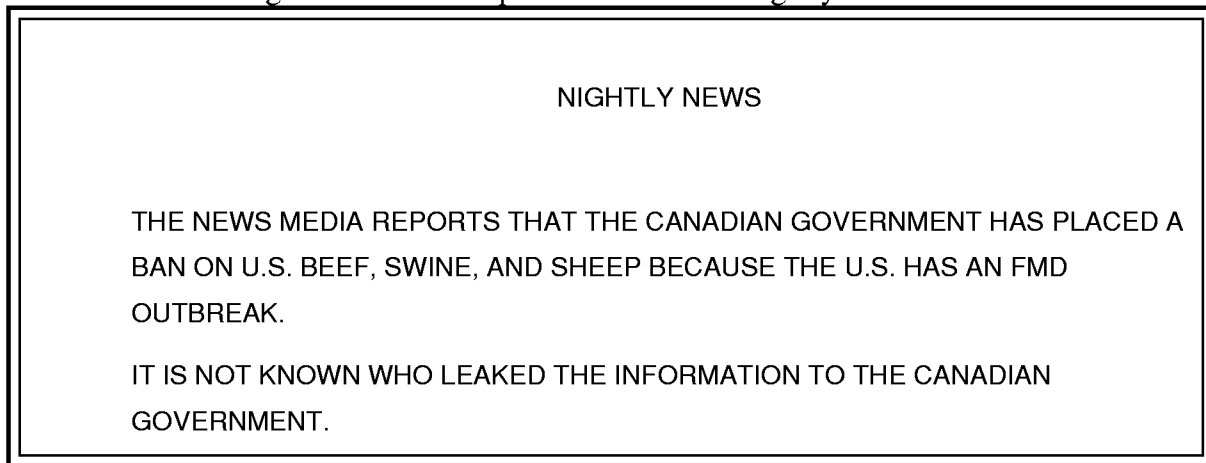 NIGHTLY NEWS
THE NEWS MEDIA REPORTS THAT THE CANADIAN GOVERNMENT HAS PLACED A
BAN ON U.S. BEEF, SWINE, AND SHEEP BECAUSE THE U.S. HAS AN FMD
OUTBREAK.
IT IS NOT KNOWN WHO LEAKED THE INFORMATION TO THE CANADIAN
GOVERNMENT.